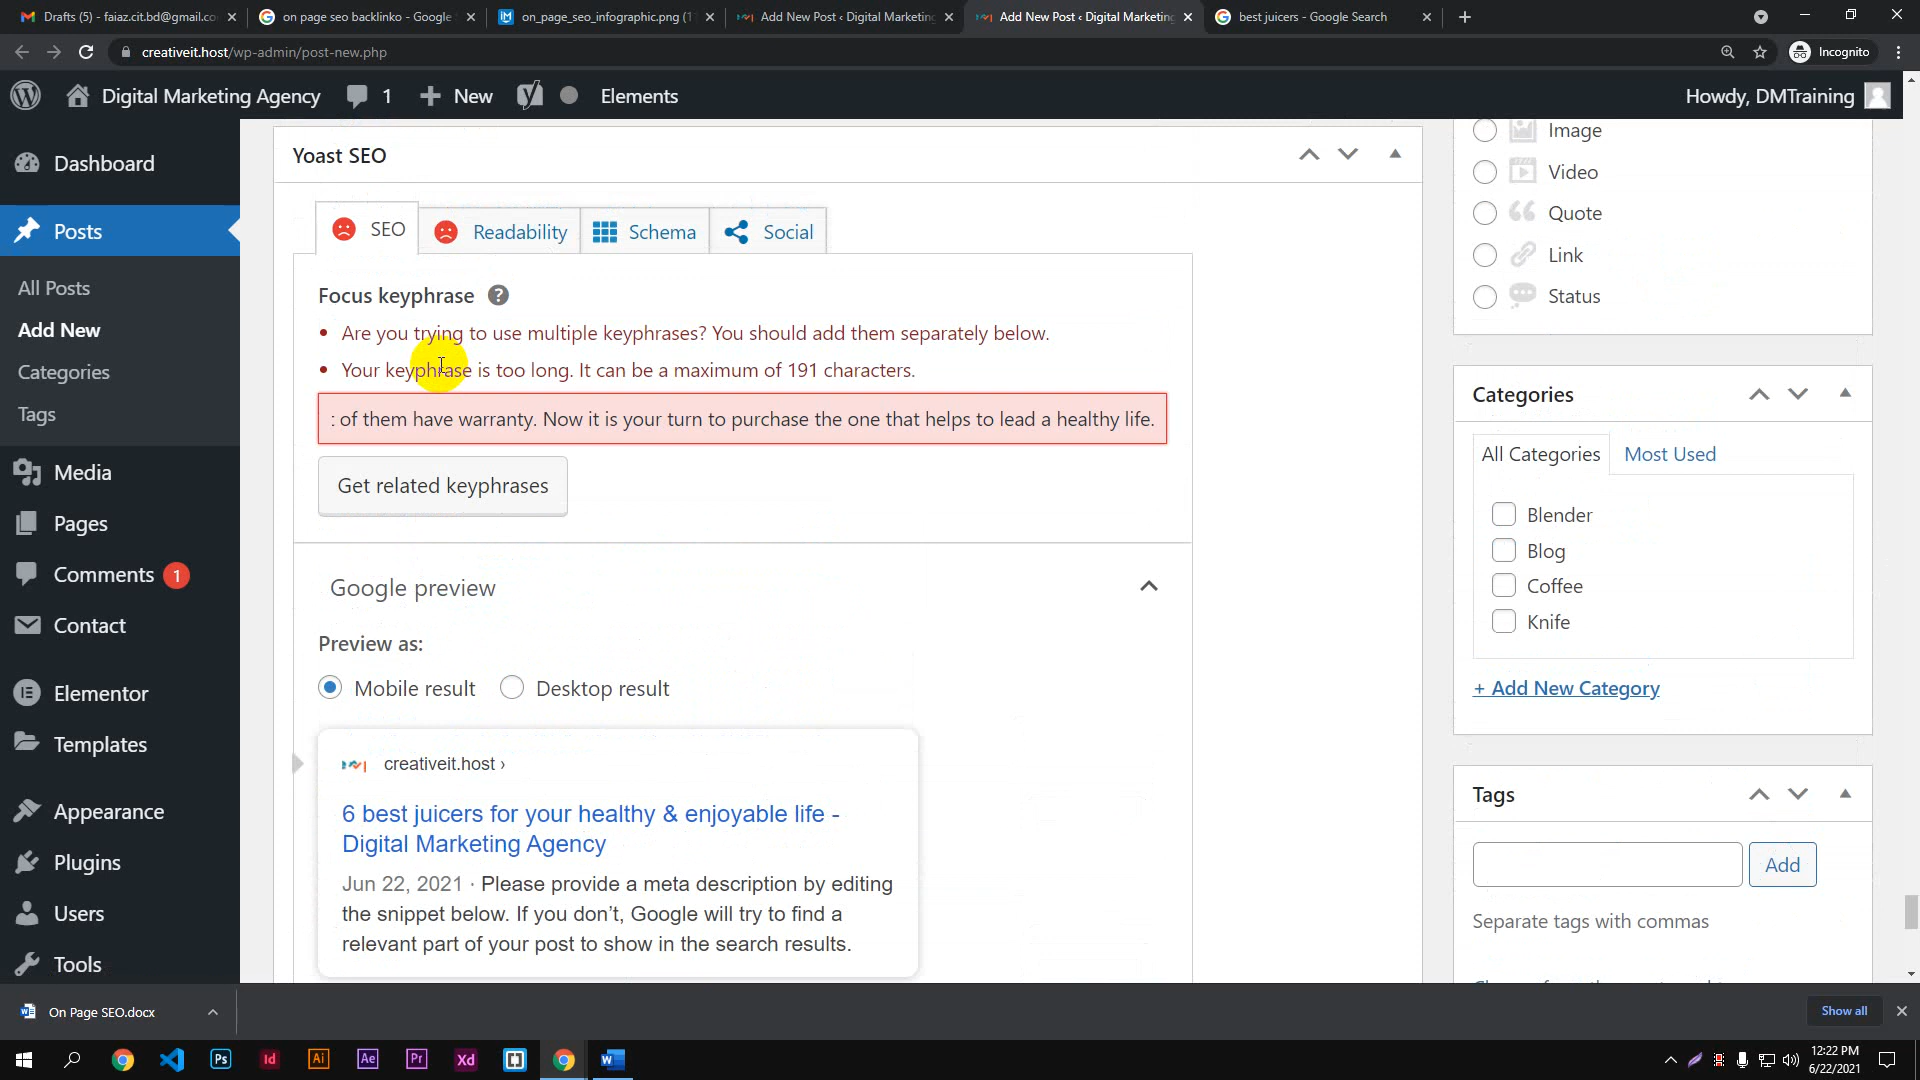 Drafts (5) - faiaz.cit.bd@gmail.co
on page seo backlinko - Google
on_page_seo_infographic.png (1
Add New Post ‹ Digital Marketing
Add New Post ‹ Digital Marketing
best juicers - Google Search
creativeit.host/wp-admin/post-new.php
Incognito
Digital Marketing Agency
1
New
Elements
Howdy, DMTraining
Dashboard
Posts
All Posts
Add New
Categories
Tags
Media
Pages
Comments 1
Contact
Elementor
Templates
Appearance
Plugins
Users
Tools
Yoast SEO
SEO
Readability
Schema
Social
Focus keyphrase ?
• Are you trying to use multiple keyphrases? You should add them separately below.
• Your keyphrase is too long. It can be a maximum of 191 characters.
of them have warranty. Now it is your turn to purchase the one that helps to lead a healthy life.
Get related keyphrases
Google preview
Preview as:
Mobile result
Desktop result
creativeit.host ›
6 best juicers for your healthy & enjoyable life -
Digital Marketing Agency
Jun 22, 2021 · Please provide a meta description by editing
the snippet below. If you don’t, Google will try to find a
relevant part of your post to show in the search results.
Image
Video
Quote
Link
Status
Categories
All Categories
Most Used
Blender
Blog
Coffee
Knife
+ Add New Category
Tags
Add
Separate tags with commas
On Page SEO.docx
Show all
Ps
Id
Ai
Ae
Pr
Xd
12:22 PM
6/22/2021